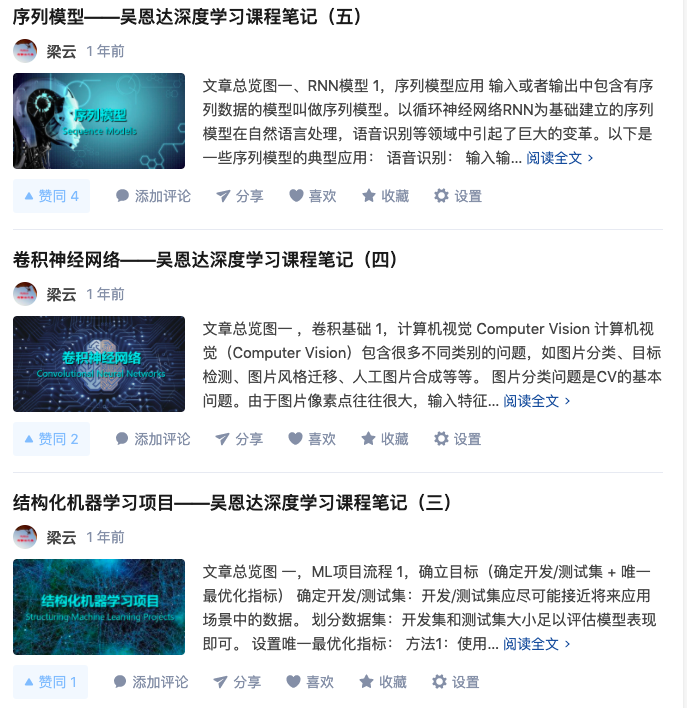 序列模型——吴恩达深度学习课程笔记（五）
梁云 1 年前
序列模型
Sequence Models
文章总览图一、RNN模型 1，序列模型应用 输入或者输出中包含有序
列数据的模型叫做序列模型。以循环神经网络RNN为基础建立的序列
模型在自然语言处理，语音识别等领域中引起了巨大的变革。以下是
一些序列模型的典型应用： 语音识别： 输入输... 阅读全文 ›
赞同 4 添加评论 分享 喜欢 收藏 设置
卷积神经网络——吴恩达深度学习课程笔记（四）
梁云 1 年前
卷积神经网络
Convolutional Neural Networks
文章总览图一 ，卷积基础 1，计算机视觉 Computer Vision 计算机视
觉（Computer Vision）包含很多不同类别的问题，如图片分类、目标
检测、图片风格迁移、人工图片合成等等。 图片分类问题是CV的基本
问题。由于图片像素点往往很大，输入特征... 阅读全文 ›
赞同 2 添加评论 分享 喜欢 收藏 设置
结构化机器学习项目——吴恩达深度学习课程笔记（三）
梁云 1 年前
结构化机器学习项目
Structuring Machine Learning Projects
文章总览图 一，ML项目流程 1，确立目标（确定开发/测试集 + 唯一
最优化指标） 确定开发/测试集：开发/测试集应尽可能接近将来应用
场景中的数据。 划分数据集：开发集和测试集大小足以评估模型表现
即可。 设置唯一最优化指标： 方法1：使用... 阅读全文 ›
赞同 1 添加评论 分享 喜欢 收藏 设置